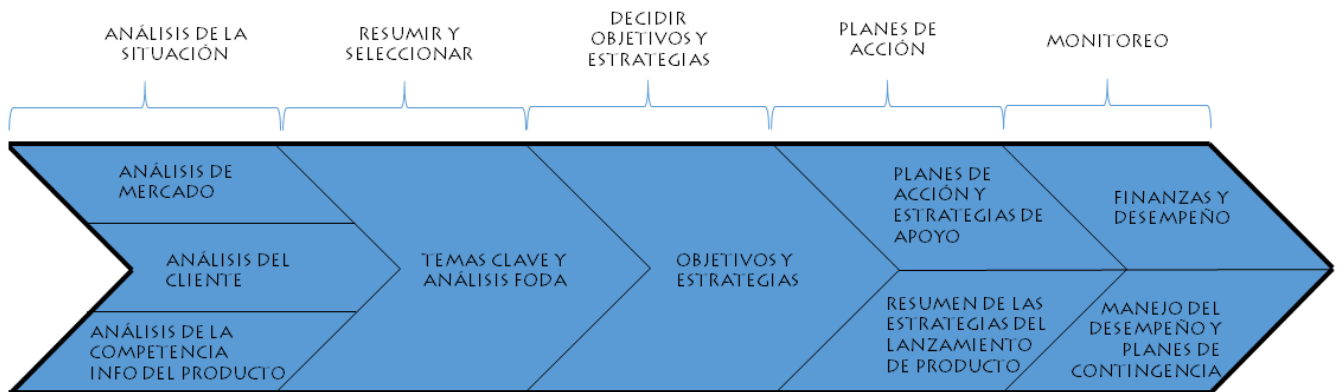 ANÁLISIS DE LA
SITUACIÓN
RESUMIR Y
SELECCIONAR
DECIDIR
OBJETIVOS Y
ESTRATEGIAS
PLANES DE
ACCIÓN
MONITOREO
ANÁLISIS DE
MERCADO
ANÁLISIS DEL
CLIENTE
ANÁLISIS DE LA
COMPETENCIA
INFO DEL PRODUCTO
TEMAS CLAVE Y
ANÁLISIS FODA
OBJETIVOS Y
ESTRATEGIAS
PLANES DE
ACCIÓN Y
ESTRATEGIAS DE
APOYO
RESUMEN DE LAS
ESTRATEGIAS DEL
LANZAMIENTO
DE PRODUCTO
FINANZAS Y
DESEMPEÑO
MANEJO DEL
DESEMPEÑO Y
PLANES DE
CONTINGENCIA